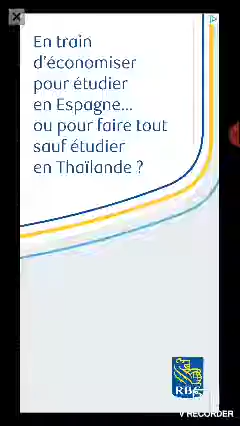 En train
d'économiser
pour étudier
en Espagne...
ou pour faire tout
sauf étudier
en Thaïlande ?
RBC
V RECORDER